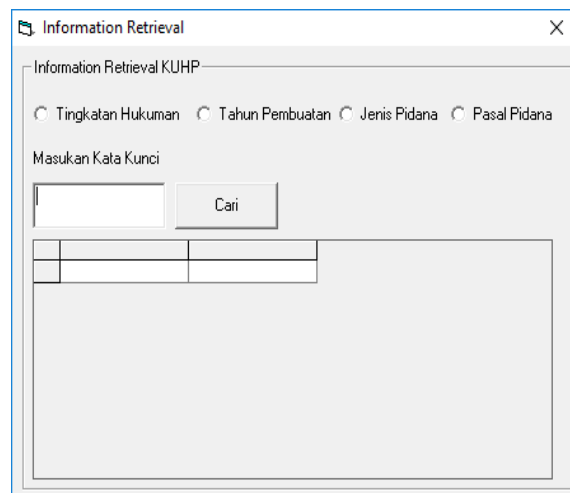 Information Retrieval
Information Retrieval KUHP
Tingkatan Hukuman Tahun Pembuatan Jenis Pidana Pasal Pidana
Masukan Kata Kunci
Cari